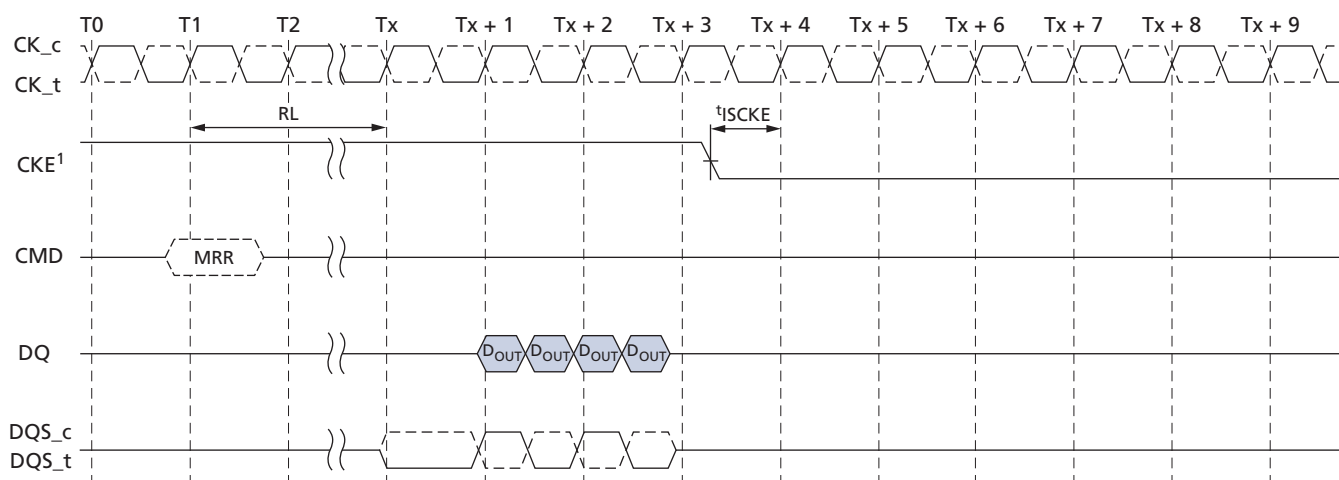 T0 T1 T2 Tx Tx + 1 Tx + 2 Tx + 3 Tx + 4 Tx + 5 Tx + 6 Tx + 7 Tx + 8 Tx + 9
CK_c
CK_t
RL
tISCKE
CKE1
CMD
MRR
DQ
DOUT DOUT DOUT DOUT
DQS_c
DQS_t